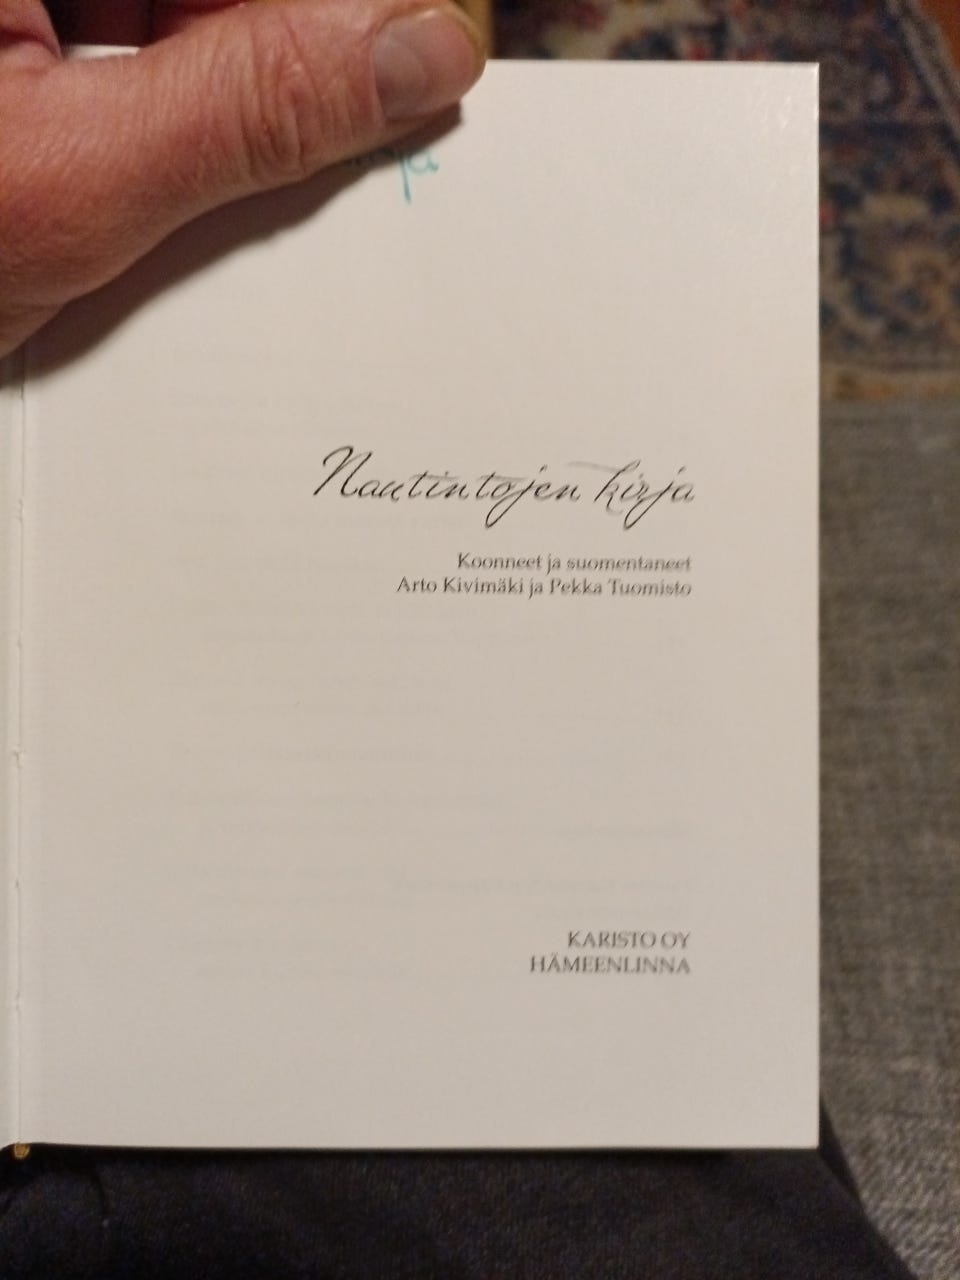 Nautintojen kirja
Koonneet ja suomentaneet
Arto Kivimäki ja Pekka Tuomisto
KARISTO OY
HÄMEENLINNA